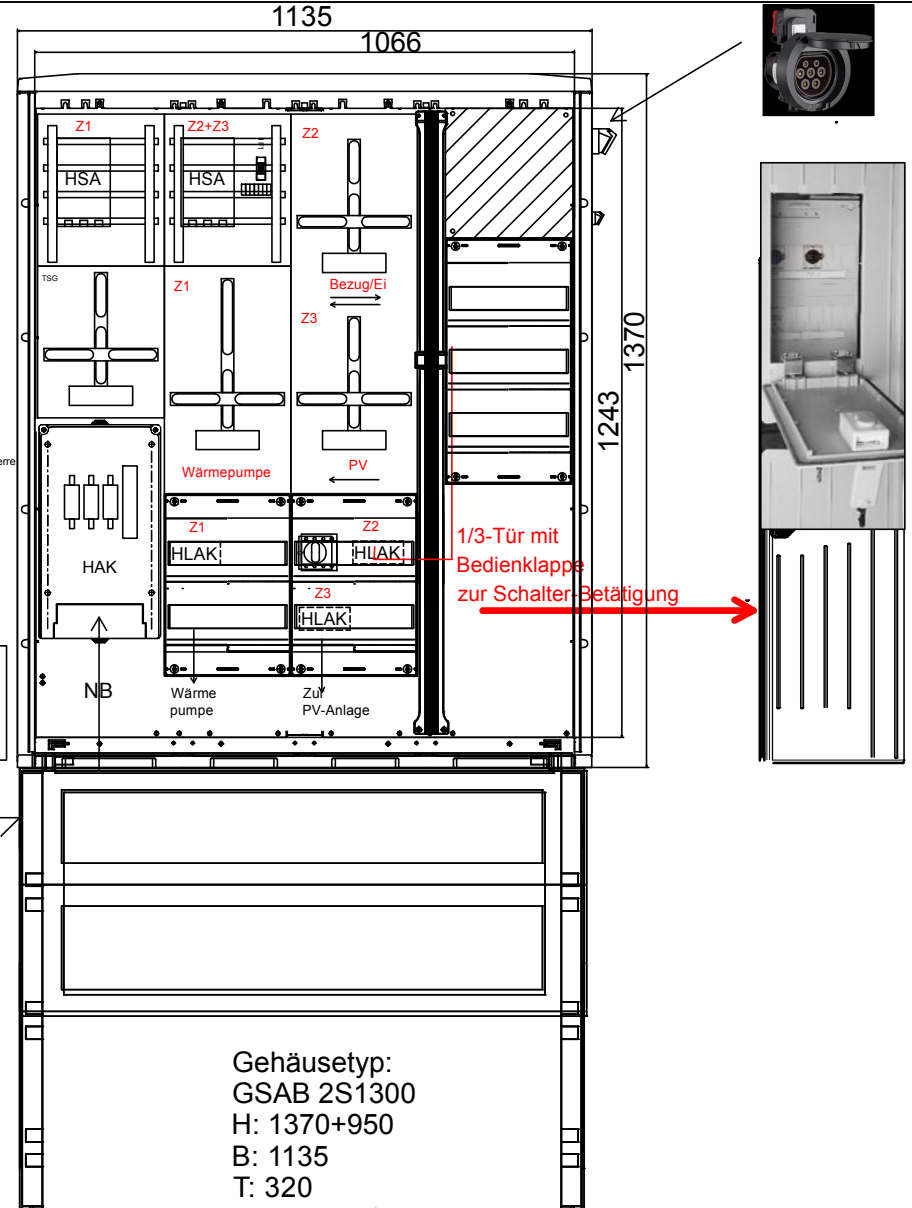 1135
1066
Z1
Z2+Z3
Z2
HSA
HSA
TSG
Z1
Bezug/Ei
Z3
1370
1243
erre
Wärmepumpe
PV
Z1
Z2
HLAK
HLAK
1/3-Tür mit
Bedienklappe
zur Schalter-Betätigung
HAK
Z3
HLAK
NB
Wärme
pumpe
Zur
PV-Anlage
Gehäusetyp:
GSAB 2S1300
H: 1370+950
B: 1135
T: 320